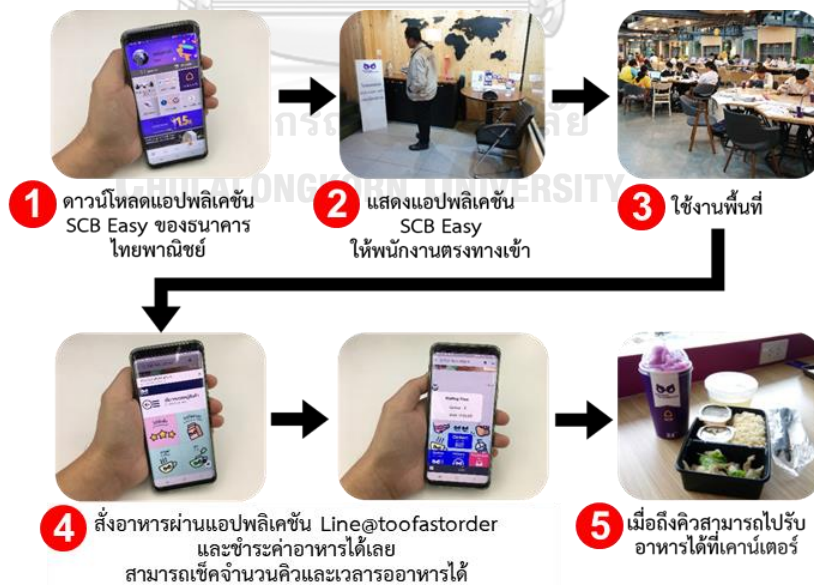 1 ดาวน์โหลดแอปพลิเคชัน
SCB Easy ของธนาคาร
ไทยพาณิชย์
2 แสดงแอปพลิเคชัน
SCB Easy
ให้พนักงานตรงทางเข้า
3 ใช้งานพื้นที่
CHULALONGKORN UNIVERSITY
4 สั่งอาหารผ่านแอปพลิเคชัน Line@toofastorder
และชำระค่าอาหารได้เลย
สามารถเช็คจำนวนคิวและเวลารออาหารได้
5 เมื่อถึงคิวสามารถไปรับ
อาหารได้ที่เคาน์เตอร์